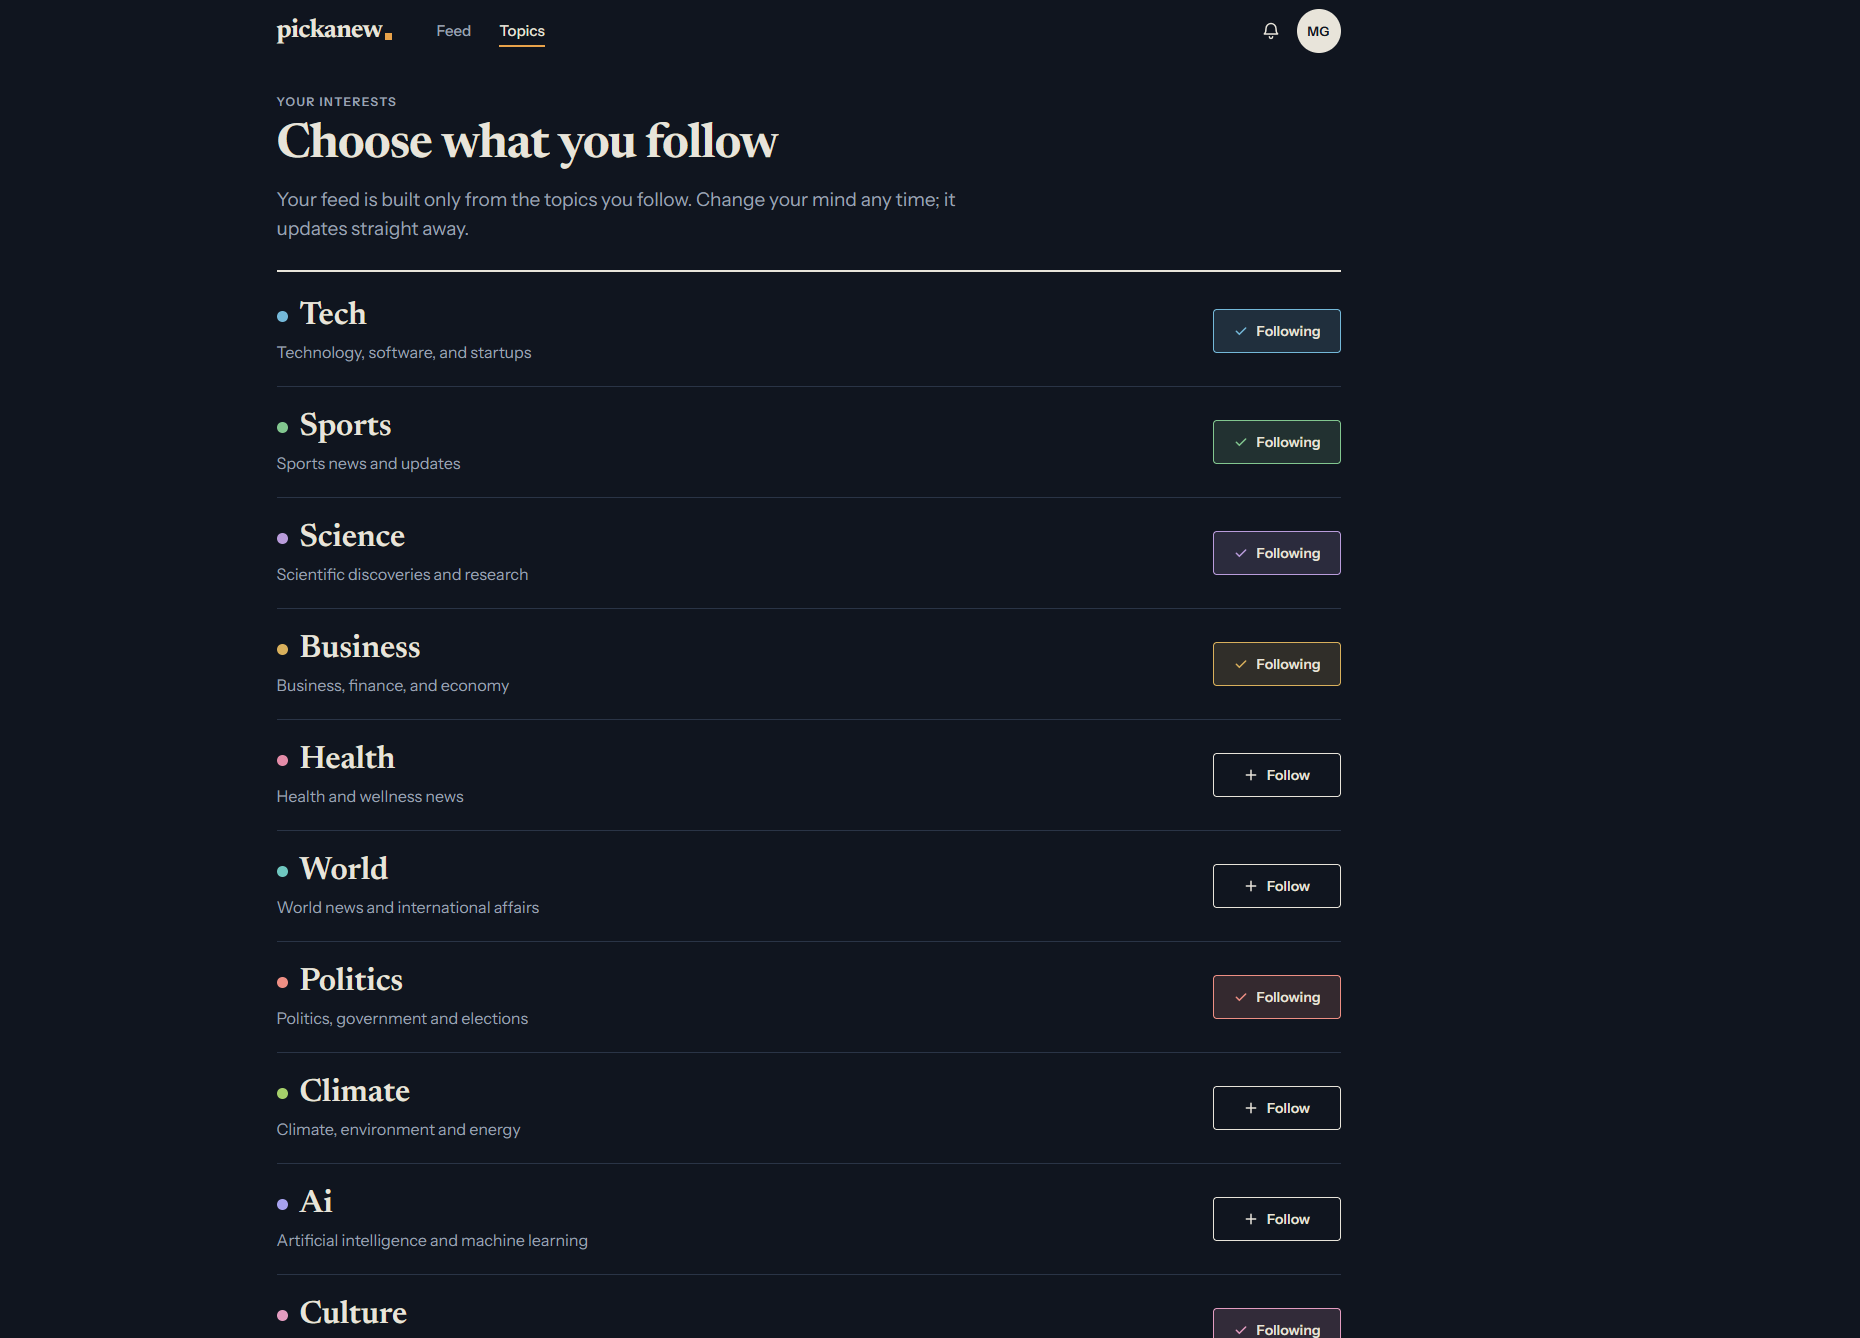 pickanew.
Feed
Topics
MG
YOUR INTERESTS
Choose what you follow
Your feed is built only from the topics you follow. Change your mind any time; it
updates straight away.
Tech
Technology, software, and startups
Following
Sports
Sports news and updates
Following
Science
Scientific discoveries and research
Following
Business
Business, finance, and economy
Following
Health
Health and wellness news
Follow
World
World news and international affairs
Follow
Politics
Politics, government and elections
Following
Climate
Climate, environment and energy
Follow
Ai
Artificial intelligence and machine learning
Follow
Culture
Following